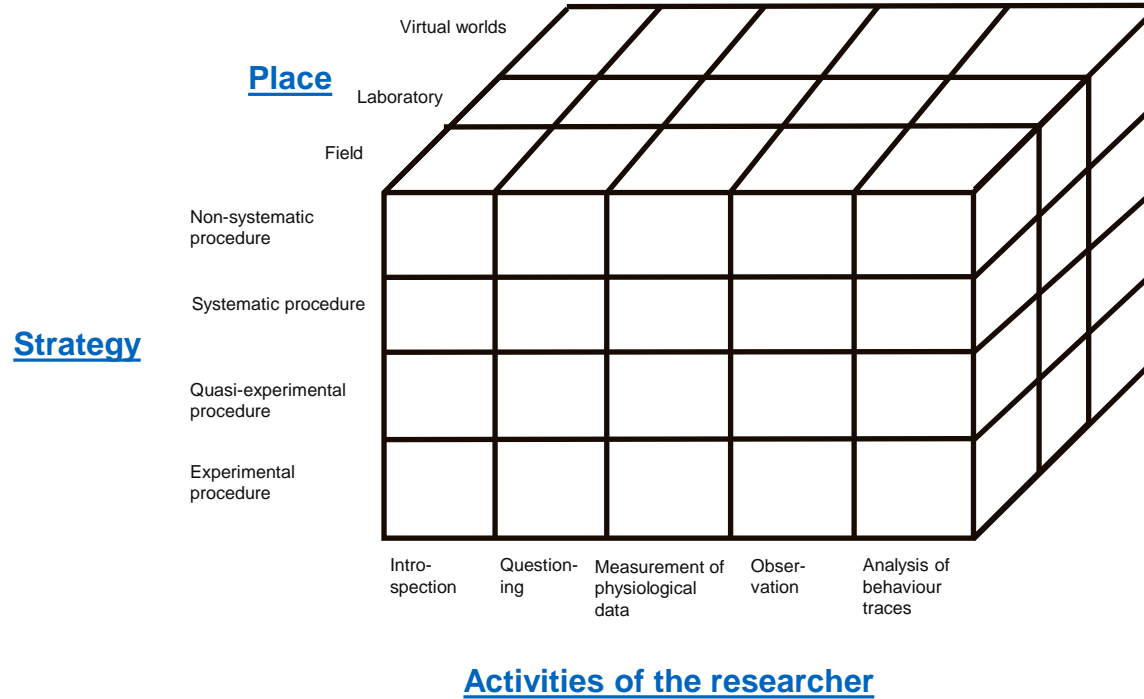 Virtual worlds
Place
Laboratory
Field
Non-systematic
procedure
Systematic procedure
Strategy
Quasi-experimental
procedure
Experimental
procedure
Intro-
spection
Question-
ing
Measurement of
physiological
data
Obser-
vation
Analysis of
behaviour
traces
Activities of the researcher